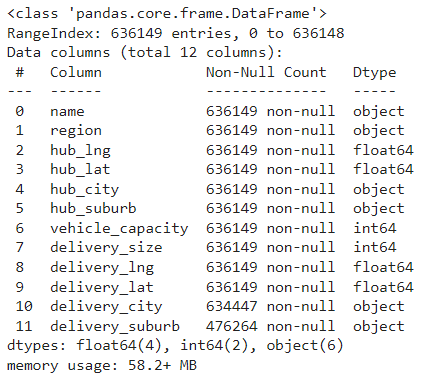 <class 'pandas.core.frame.DataFrame'>
RangeIndex: 636149 entries, 0 to 636148
Data columns (total 12 columns):
 #   Column            Non-Null Count   Dtype
---  ------            --------------   -----
 0   name              636149 non-null  object
 1   region            636149 non-null  object
 2   hub_lng           636149 non-null  float64
 3   hub_lat           636149 non-null  float64
 4   hub_city          636149 non-null  object
 5   hub_suburb        636149 non-null  object
 6   vehicle_capacity  636149 non-null  int64
 7   delivery_size     636149 non-null  int64
 8   delivery_lng      636149 non-null  float64
 9   delivery_lat      636149 non-null  float64
 10  delivery_city     634447 non-null  object
 11  delivery_suburb   476264 non-null  object
dtypes: float64(4), int64(2), object(6)
memory usage: 58.2+ MB